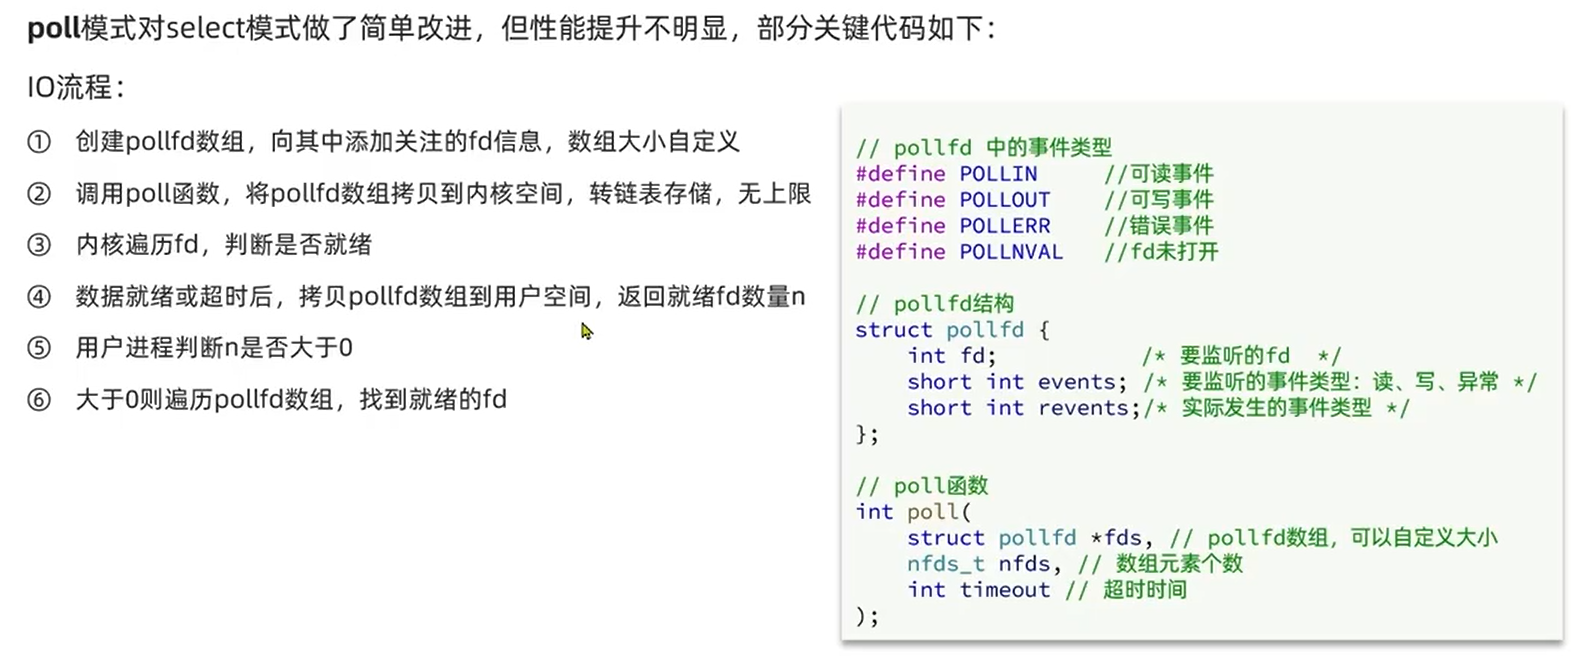 poll模式对select模式做了简单改进，但性能提升不明显，部分关键代码如下：
IO流程：
① 创建pollfd数组，向其中添加关注的fd信息，数组大小自定义
② 调用poll函数，将pollfd数组拷贝到内核空间，转链表存储，无上限
③ 内核遍历fd，判断是否就绪
④ 数据就绪或超时后，拷贝pollfd数组到用户空间，返回就绪fd数量n
⑤ 用户进程判断n是否大于0
⑥ 大于0则遍历pollfd数组，找到就绪的fd
// pollfd 中的事件类型
#define POLLIN //可读事件
#define POLLOUT //可写事件
#define POLLERR //错误事件
#define POLLNVAL //fd未打开
// pollfd结构
struct pollfd {
int fd; /* 要监听的fd */
short int events; /* 要监听的事件类型：读、写、异常 */
short int revents;/* 实际发生的事件类型 */
};
// poll函数
int poll(
struct pollfd *fds, // pollfd数组，可以自定义大小
nfds_t nfds, // 数组元素个数
int timeout // 超时时间
);